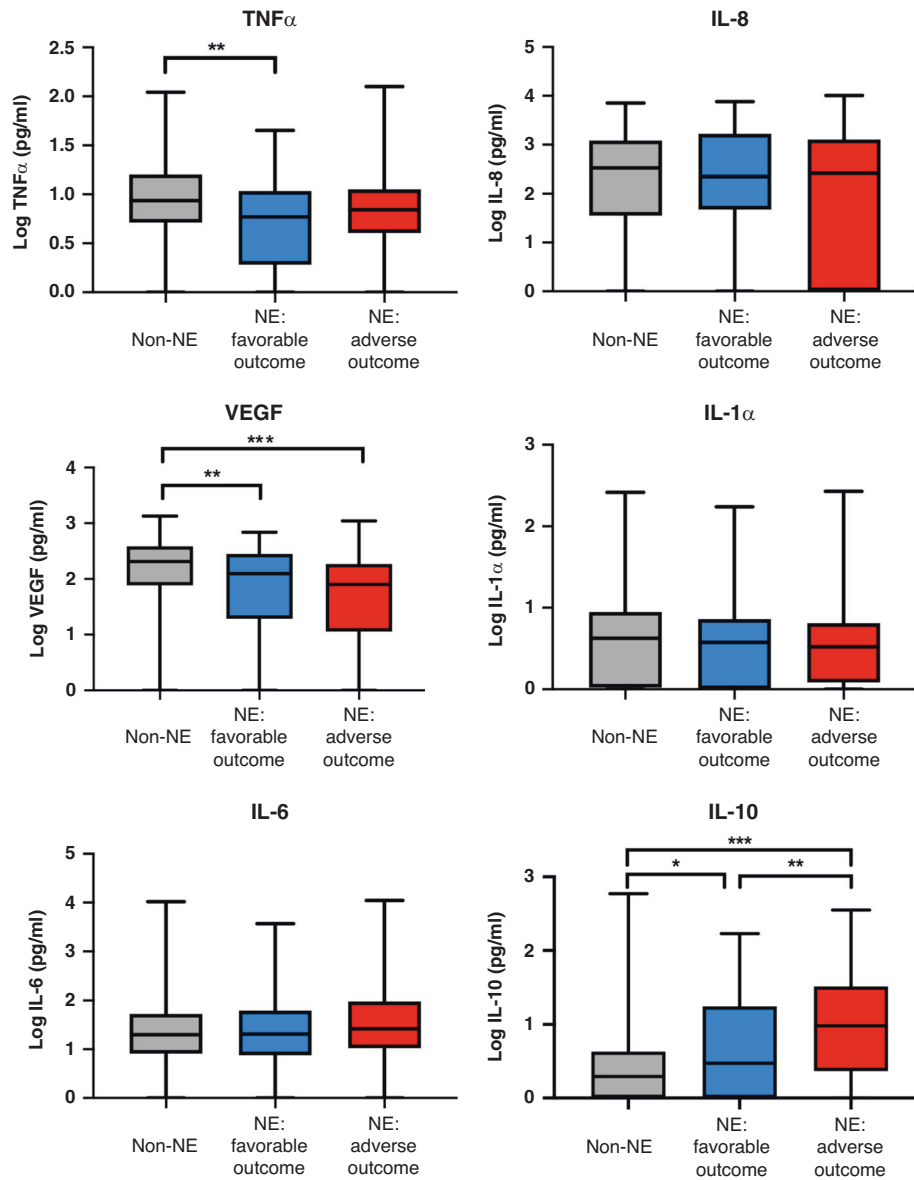 TNFα
**
Log TNFα (pg/ml)
2.5
2.0
1.5
1.0
0.5
0.0
Non-NE
NE:
favorable
outcome
NE:
adverse
outcome
IL-8
Log IL-8 (pg/ml)
5
4
3
2
1
0
Non-NE
NE:
favorable
outcome
NE:
adverse
outcome
VEGF
***
**
Log VEGF (pg/ml)
4
3
2
1
0
Non-NE
NE:
favorable
outcome
NE:
adverse
outcome
IL-1α
Log IL-1α (pg/ml)
3
2
1
0
Non-NE
NE:
favorable
outcome
NE:
adverse
outcome
IL-6
Log IL-6 (pg/ml)
5
4
3
2
1
0
Non-NE
NE:
favorable
outcome
NE:
adverse
outcome
IL-10
***
*
**
Log IL-10 (pg/ml)
3
2
1
0
Non-NE
NE:
favorable
outcome
NE:
adverse
outcome